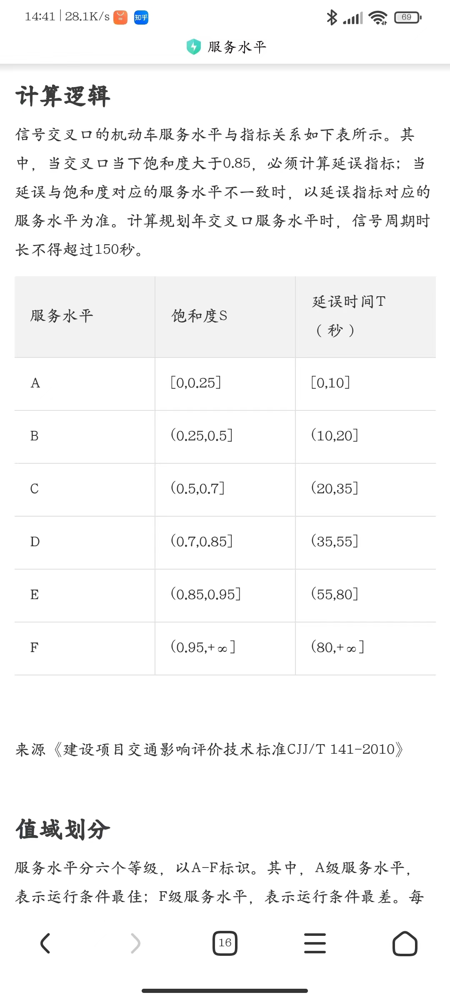 14:41 | 28.1K/s 知乎 69
服务水平
计算逻辑
信号交叉口的机动车服务水平与指标关系如下表所示。其
中，当交叉口当下饱和度大于0.85，必须计算延误指标；当
延误与饱和度对应的服务水平不一致时，以延误指标对应的
服务水平为准。计算规划年交叉口服务水平时，信号周期时
长不得超过150秒。
服务水平 饱和度S 延误时间T
（秒）
A [0,0.25] [0,10]
B (0.25,0.5] (10,20]
C (0.5,0.7] (20,35]
D (0.7,0.85] (35,55]
E (0.85,0.95] (55,80]
F (0.95,+∞] (80,+∞]
来源《建设项目交通影响评价技术标准CJJ/T 141-2010》
值域划分
服务水平分六个等级，以A-F标识。其中，A级服务水平，
表示运行条件最佳；F级服务水平，表示运行条件最差。每
16